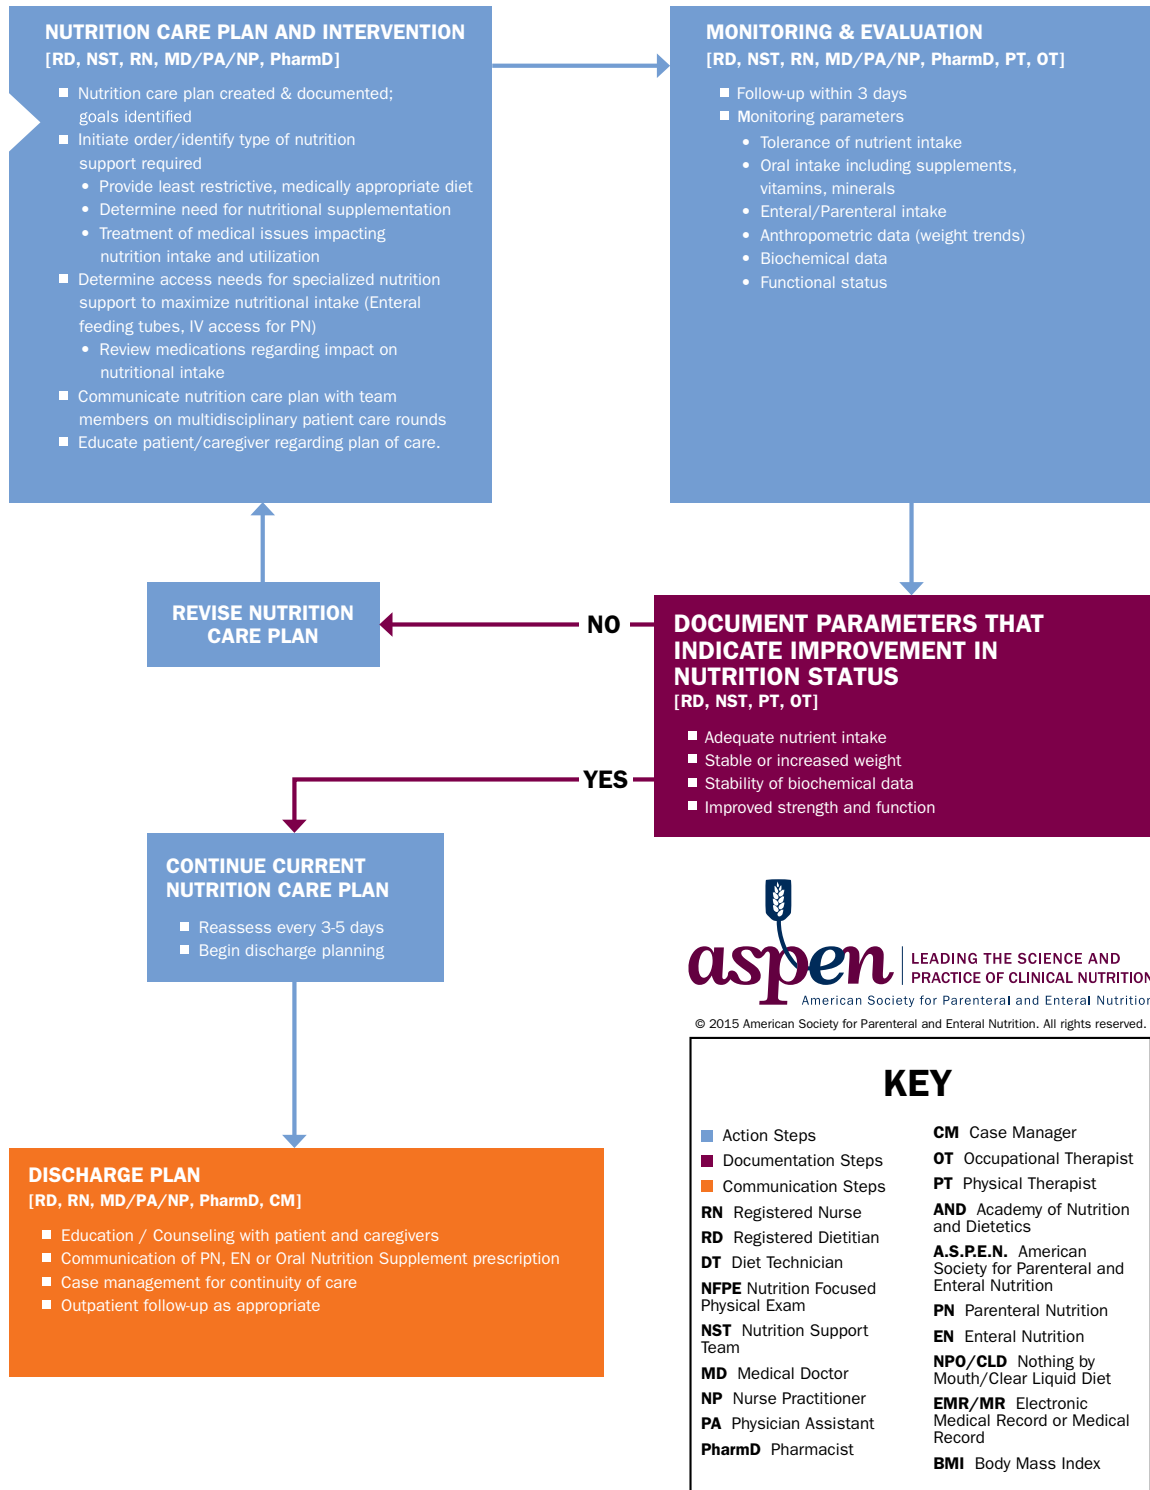 NUTRITION CARE PLAN AND INTERVENTION
[RD, NST, RN, MD/PA/NP, PharmD]
Nutrition care plan created & documented;
goals identified
Initiate order/identify type of nutrition
support required
• Provide least restrictive, medically appropriate diet
• Determine need for nutritional supplementation
• Treatment of medical issues impacting
nutrition intake and utilization
Determine access needs for specialized nutrition
support to maximize nutritional intake (Enteral
feeding tubes, IV access for PN)
• Review medications regarding impact on
nutritional intake
Communicate nutrition care plan with team
members on multidisciplinary patient care rounds
Educate patient/caregiver regarding plan of care.
MONITORING & EVALUATION
[RD, NST, RN, MD/PA/NP, PharmD, PT, OT]
Follow-up within 3 days
Monitoring parameters
• Tolerance of nutrient intake
• Oral intake including supplements,
vitamins, minerals
• Enteral/Parenteral intake
• Anthropometric data (weight trends)
• Biochemical data
• Functional status
REVISE NUTRITION
CARE PLAN
NO
DOCUMENT PARAMETERS THAT
INDICATE IMPROVEMENT IN
NUTRITION STATUS
[RD, NST, PT, OT]
Adequate nutrient intake
Stable or increased weight
Stability of biochemical data
Improved strength and function
YES
CONTINUE CURRENT
NUTRITION CARE PLAN
Reassess every 3-5 days
Begin discharge planning
DISCHARGE PLAN
[RD, RN, MD/PA/NP, PharmD, CM]
Education / Counseling with patient and caregivers
Communication of PN, EN or Oral Nutrition Supplement prescription
Case management for continuity of care
Outpatient follow-up as appropriate
aspen
LEADING THE SCIENCE AND
PRACTICE OF CLINICAL NUTRITION
American Society for Parenteral and Enteral Nutrition
© 2015 American Society for Parenteral and Enteral Nutrition. All rights reserved.
KEY
Action Steps
Documentation Steps
Communication Steps
RN Registered Nurse
RD Registered Dietitian
DT Diet Technician
NFPE Nutrition Focused
Physical Exam
NST Nutrition Support
Team
MD Medical Doctor
NP Nurse Practitioner
PA Physician Assistant
PharmD Pharmacist
CM Case Manager
OT Occupational Therapist
PT Physical Therapist
AND Academy of Nutrition
and Dietetics
A.S.P.E.N. American
Society for Parenteral and
Enteral Nutrition
PN Parenteral Nutrition
EN Enteral Nutrition
NPO/CLD Nothing by
Mouth/Clear Liquid Diet
EMR/MR Electronic
Medical Record or Medical
Record
BMI Body Mass Index